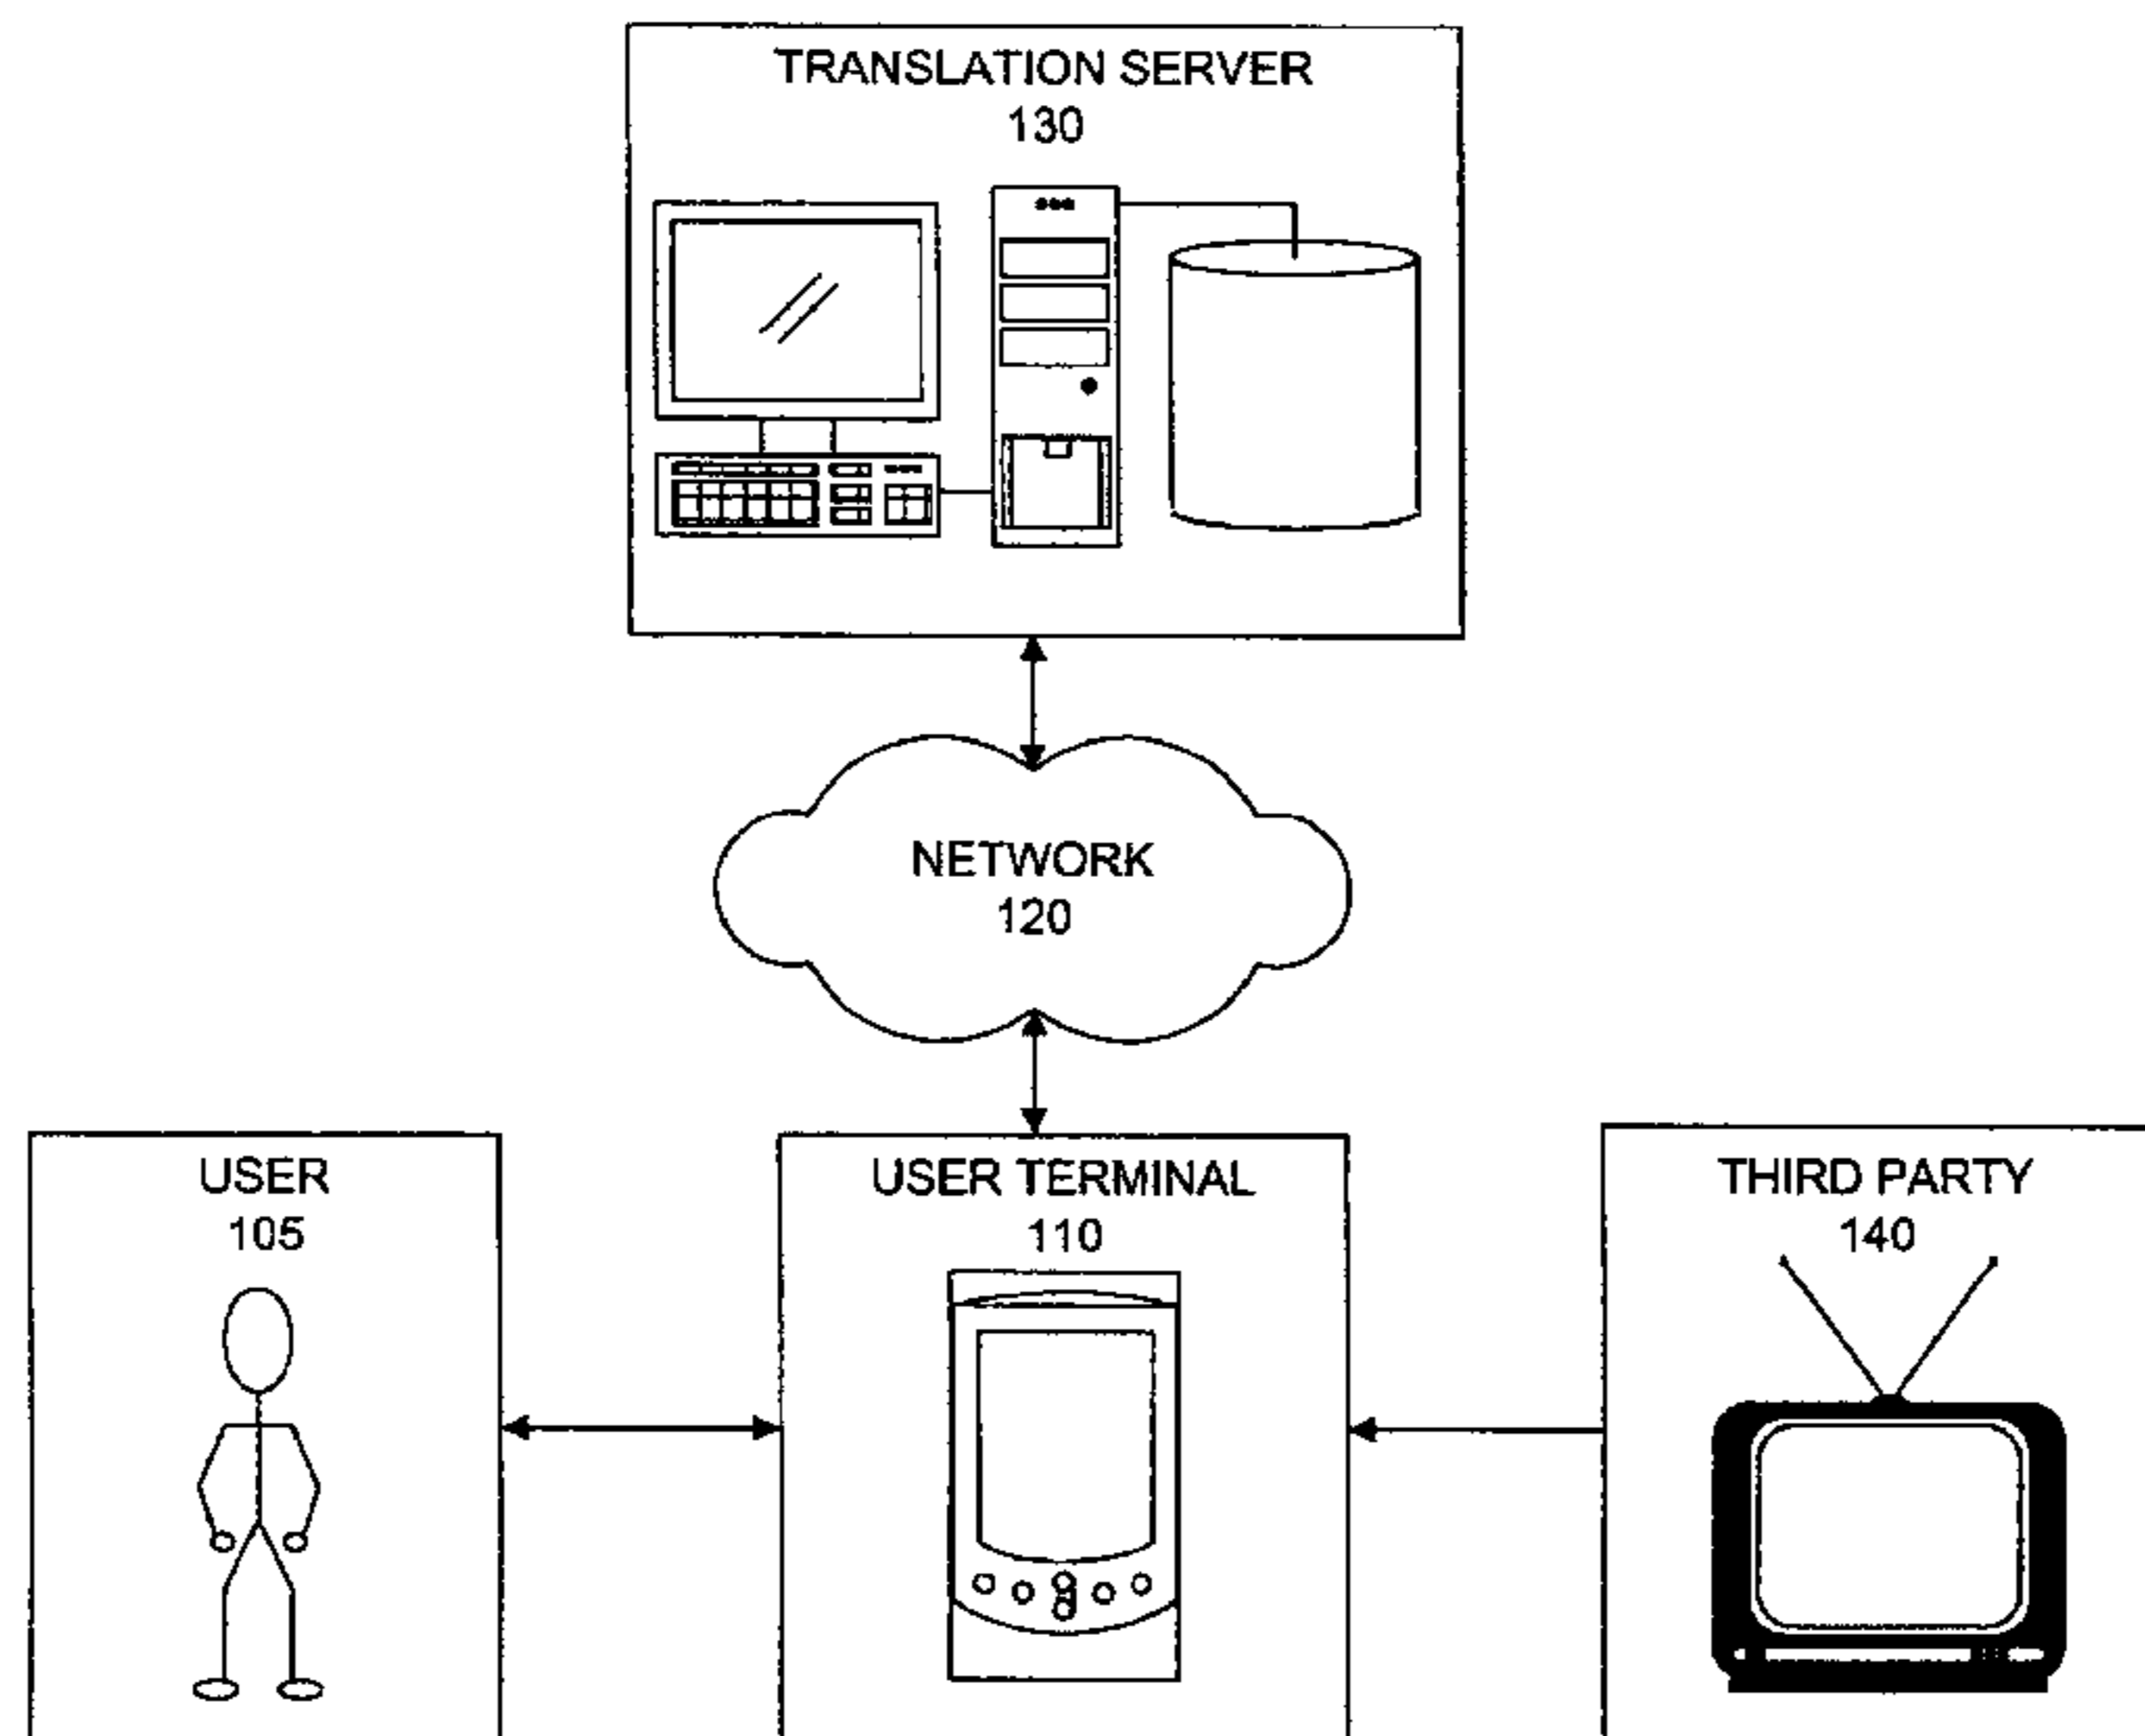 TRANSLATION SERVER
130
NETWORK
120
USER
105
USER TERMINAL
110
THIRD PARTY
140